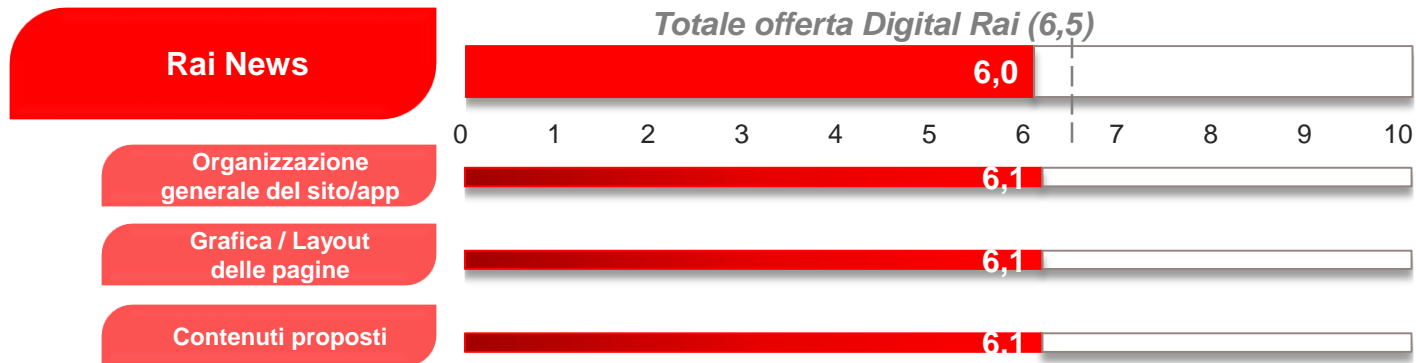 Totale offerta Digital Rai (6,5)
Rai News
6,0
0 1 2 3 4 5 6 7 8 9 10
Organizzazione
generale del sito/app
6,1
Grafica / Layout
delle pagine
6,1
Contenuti proposti
6,1